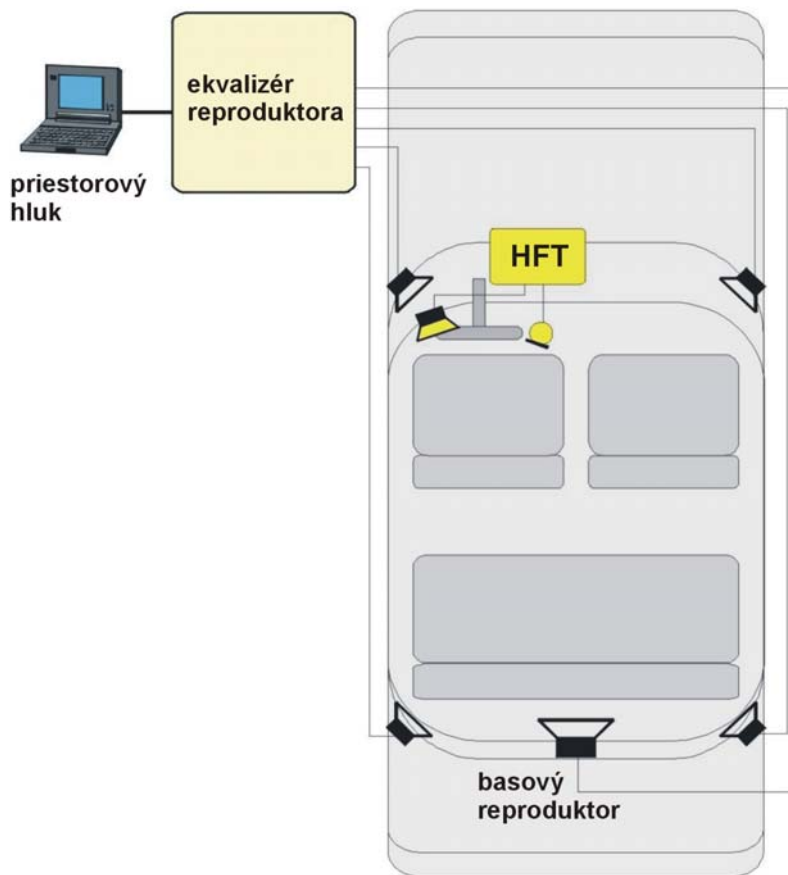 ekvalizér
reproduktora
priestorový
hluk
HFT
basový
reproduktor